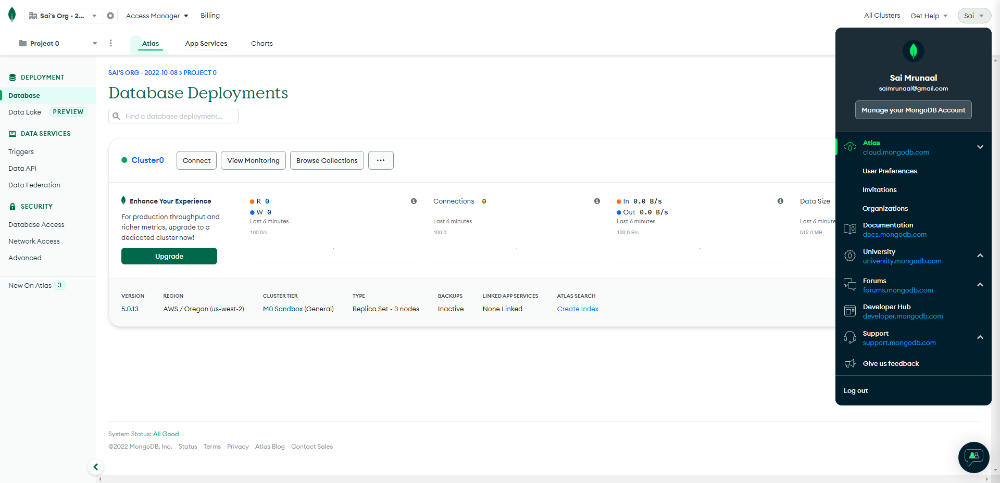 Sai's Org - 2...
Access Manager
Billing
All Clusters
Get Help
Sai
Project 0
Atlas
App Services
Charts
DEPLOYMENT
Database
Data Lake PREVIEW
DATA SERVICES
Triggers
Data API
Data Federation
SECURITY
Database Access
Network Access
Advanced
New On Atlas 3
SAI'S ORG - 2022-10-08 > PROJECT 0
Database Deployments
Find a database deployment...
Cluster0
Connect
View Monitoring
Browse Collections
...
Enhance Your Experience
For production throughput and
richer metrics, upgrade to a
dedicated cluster now!
Upgrade
R 0
W 0
Last 6 minutes
100.0/s
Connections 0
Last 6 minutes
100.0
In 0.0 B/s
Out 0.0 B/s
Last 6 minutes
100.0 B/s
Data Size
Last 6 minute
512.0 MB
VERSION
5.0.13
REGION
AWS / Oregon (us-west-2)
CLUSTER TIER
M0 Sandbox (General)
TYPE
Replica Set - 3 nodes
BACKUPS
Inactive
LINKED APP SERVICES
None Linked
ATLAS SEARCH
Create Index
Sai Mrunaal
saimrunaal@gmail.com
Manage your MongoDB Account
Atlas
cloud.mongodb.com
User Preferences
Invitations
Organizations
Documentation
docs.mongodb.com
University
university.mongodb.com
Forums
forums.mongodb.com
Developer Hub
developer.mongodb.com
Support
support.mongodb.com
Give us feedback
Log out
System Status: All Good
©2022 MongoDB, Inc. Status Terms Privacy Atlas Blog Contact Sales